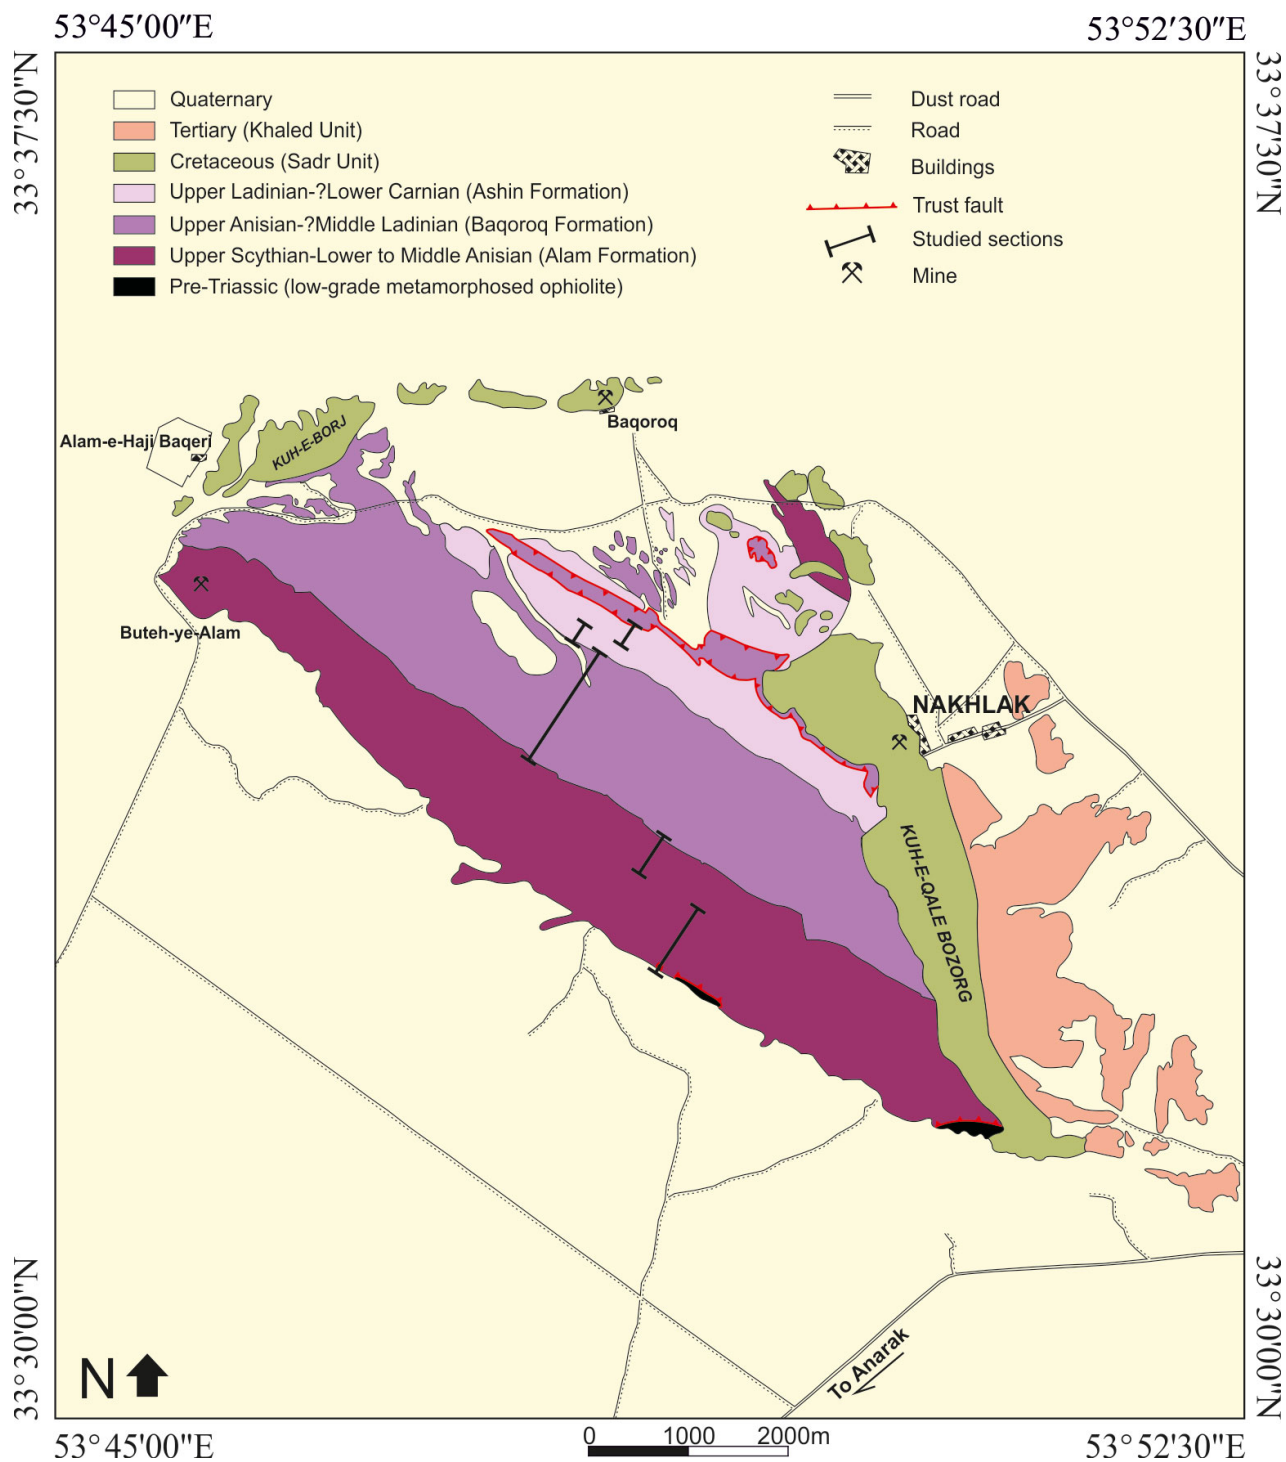 53°45′00″E
53°52′30″E
33°37′30″N
33°37′30″N
Quaternary
Tertiary (Khaled Unit)
Cretaceous (Sadr Unit)
Upper Ladinian-?Lower Carnian (Ashin Formation)
Upper Anisian-?Middle Ladinian (Baqoroq Formation)
Upper Scythian-Lower to Middle Anisian (Alam Formation)
Pre-Triassic (low-grade metamorphosed ophiolite)
Dust road
Road
Buildings
Trust fault
Studied sections
Mine
Baqoroq
Alam-e-Haji Baqeri
KUH-E-BORJ
Buteh-ye-Alam
NAKHLAK
KUH-E-QALE BOZORG
To Anarak
N
33°30′00″N
33°30′00″N
53°45′00″E
0 1000 2000m
53°52′30″E